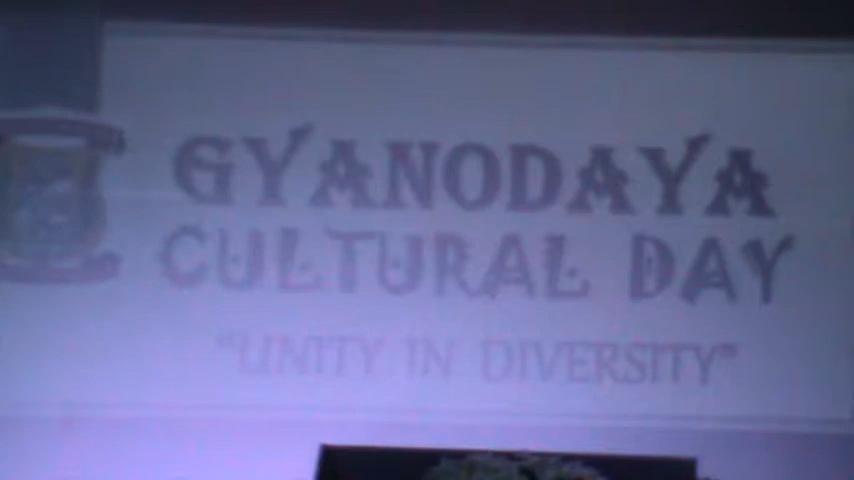 GYANODAYA
CULTURAL DAY
"UNITY IN DIVERSITY"